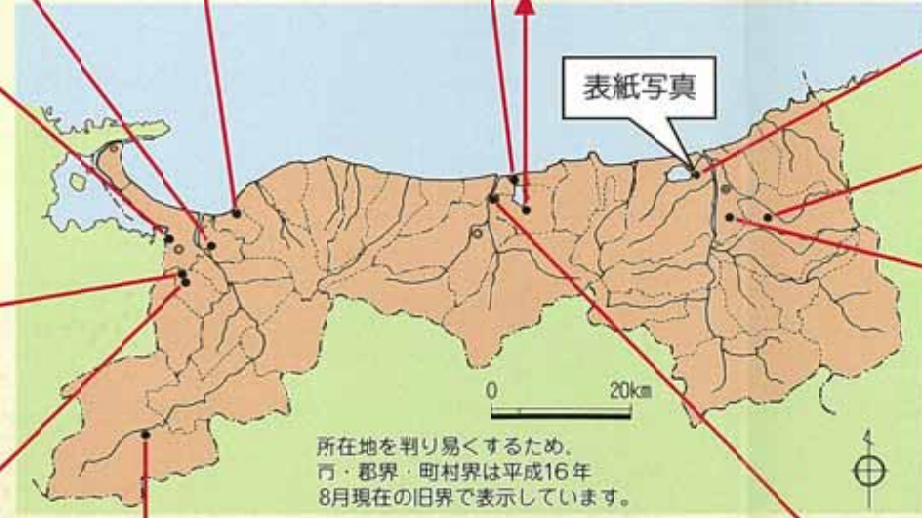 表紙写真
0 20km
所在地を判り易くするため、
市・郡界・町村界は平成16年
8月現在の旧界で表示しています。